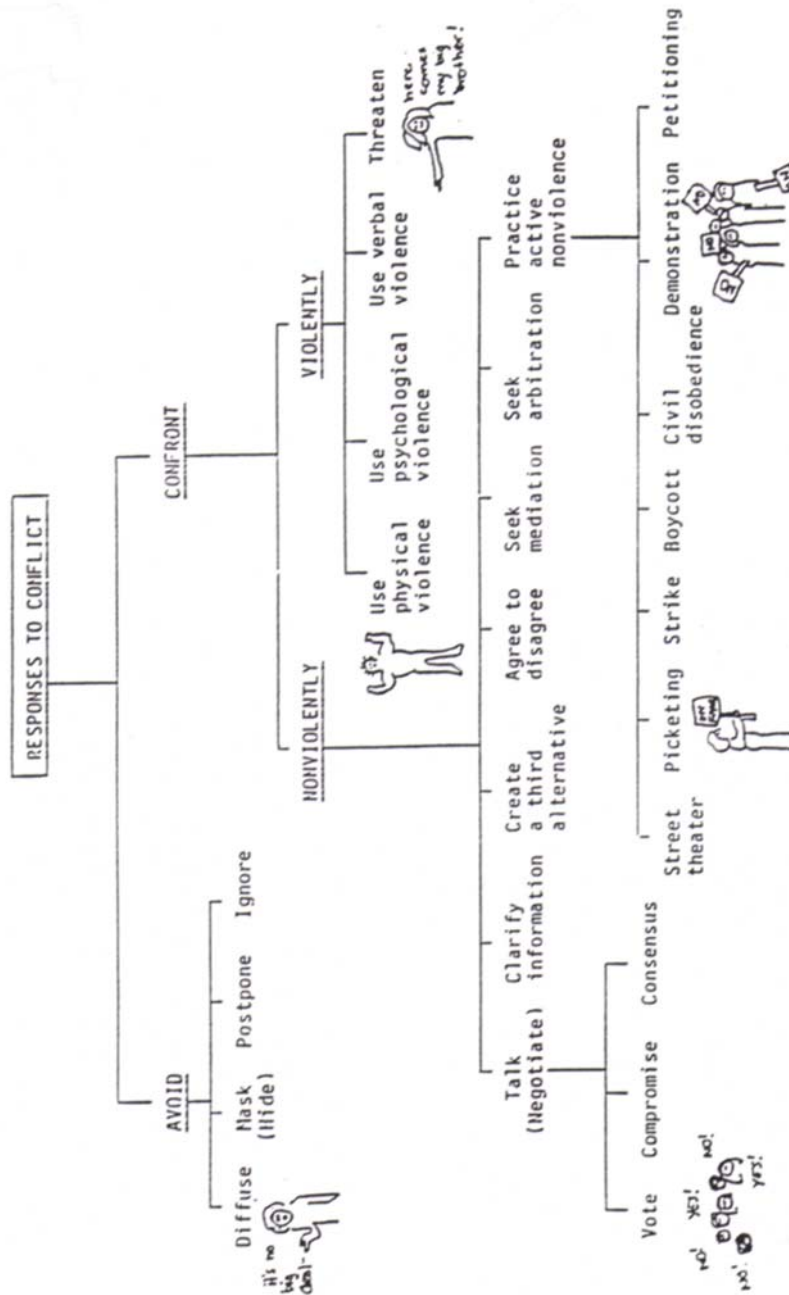 RESPONSES TO CONFLICT
AVOID
CONFRONT
Diffuse
Mask
(Hide)
Postpone
Ignore
it's no
big
deal-
NONVIOLENTLY
VIOLENTLY
Use
physical
violence
Use
psychological
violence
Use verbal
violence
Threaten
here
comes
my big
brother!
Talk
(Negotiate)
Clarify
information
Create
a third
alternative
Agree to
disagree
Seek
mediation
Seek
arbitration
Practice
active
nonviolence
Vote
Compromise
Consensus
NO!
YES!
NO!
NO!
YES!
Street
theater
Picketing
Strike
Boycott
Civil
disobedience
Demonstration
Petitioning
NO